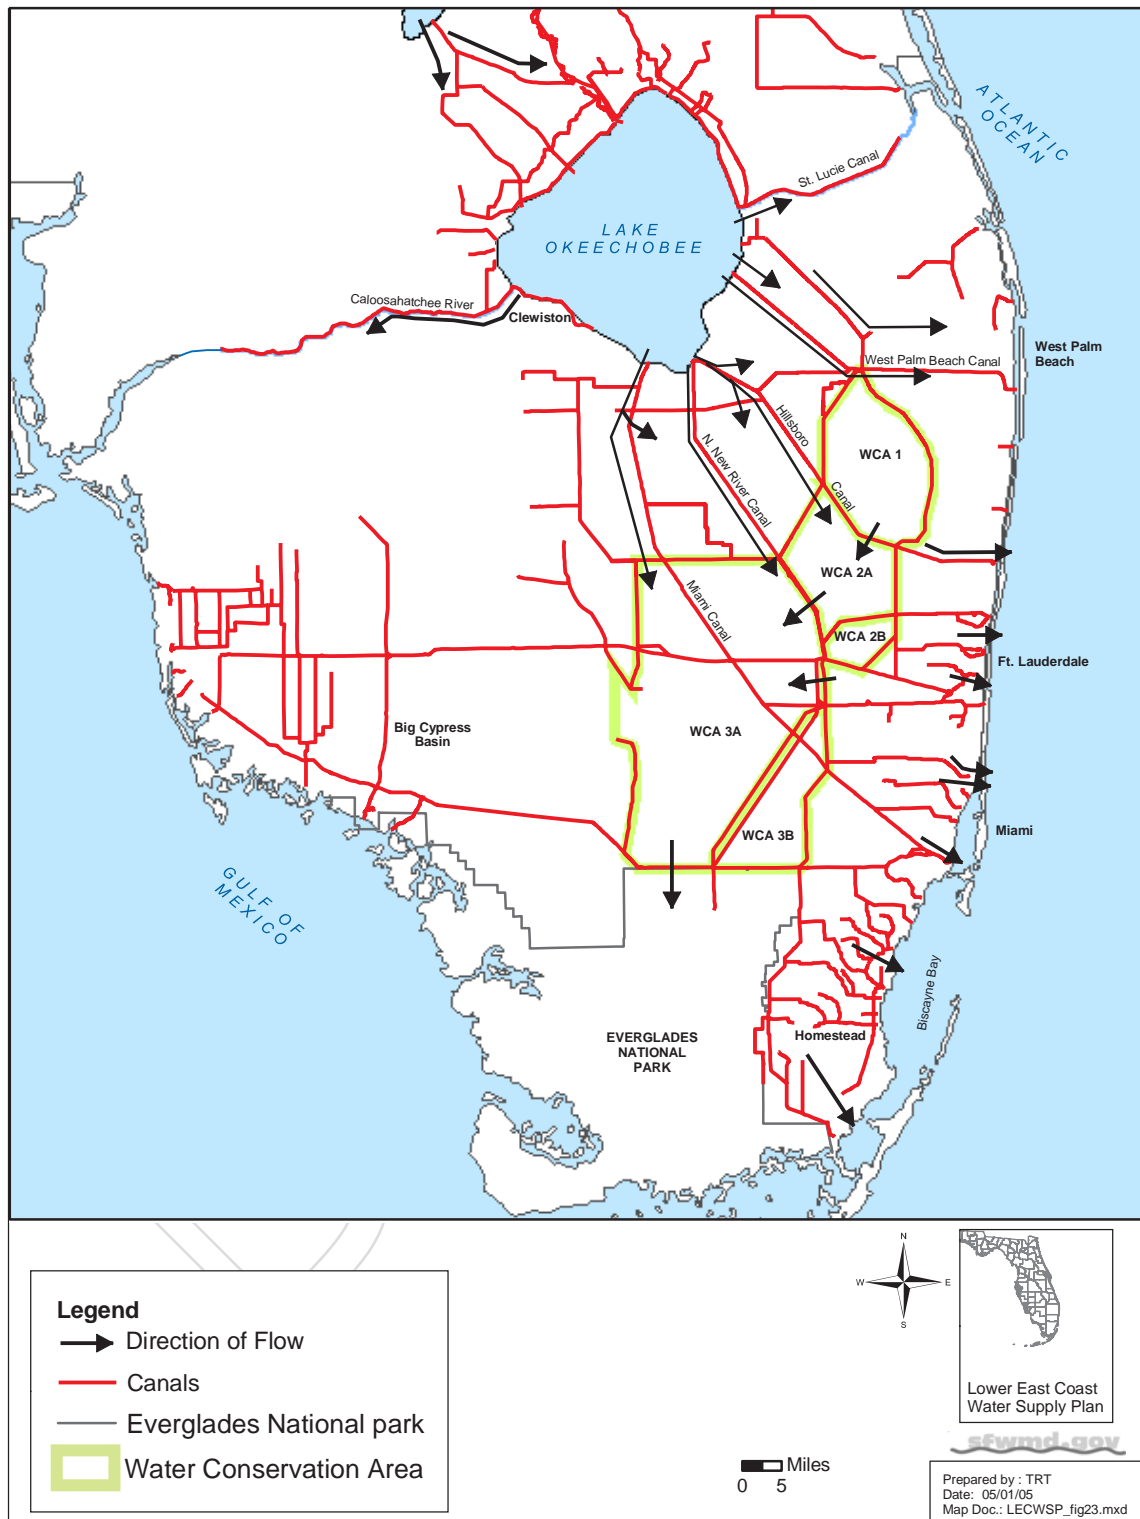 ATLANTIC
OCEAN
St. Lucie Canal
LAKE
OKEECHOBEE
Caloosahatchee River
Clewiston
West Palm
Beach
West Palm Beach Canal
Hillsboro
Canal
WCA 1
N. New River Canal
WCA 2A
Miami Canal
WCA 2B
Ft. Lauderdale
Big Cypress
Basin
WCA 3A
WCA 3B
Miami
GULF OF
MEXICO
Biscayne Bay
EVERGLADES
NATIONAL
PARK
Homestead
N
W
E
S
Legend
Direction of Flow
Canals
Everglades National park
Water Conservation Area
Miles
0 5
Lower East Coast
Water Supply Plan
sfwmd.gov
Prepared by : TRT
Date: 05/01/05
Map Doc.: LECWSP_fig23.mxd